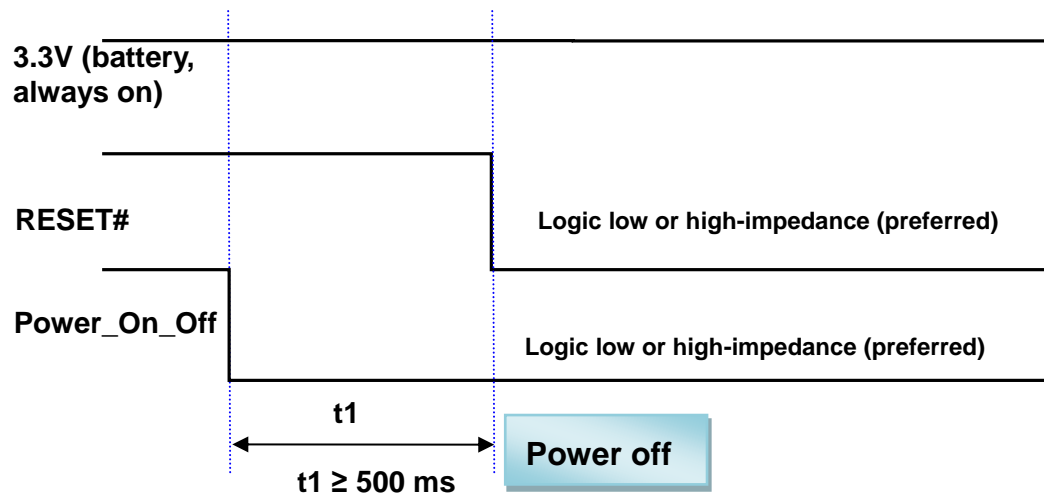 3.3V (battery,
always on)
RESET#
Logic low or high-impedance (preferred)
Power_On_Off
Logic low or high-impedance (preferred)
t1
Power off
t1 ≥ 500 ms